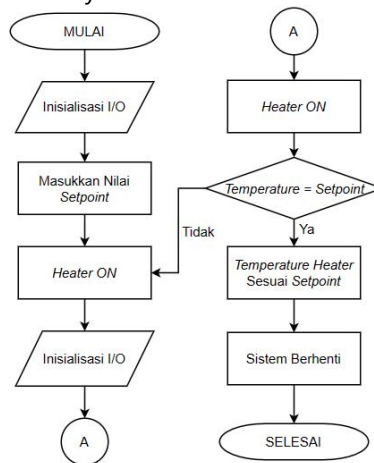 MULAI
Inisialisasi I/O
Masukkan Nilai
Setpoint
Heater ON
Inisialisasi I/O
A
A
Heater ON
Temperature = Setpoint
Tidak
Ya
Temperature Heater
Sesuai Setpoint
Sistem Berhenti
SELESAI